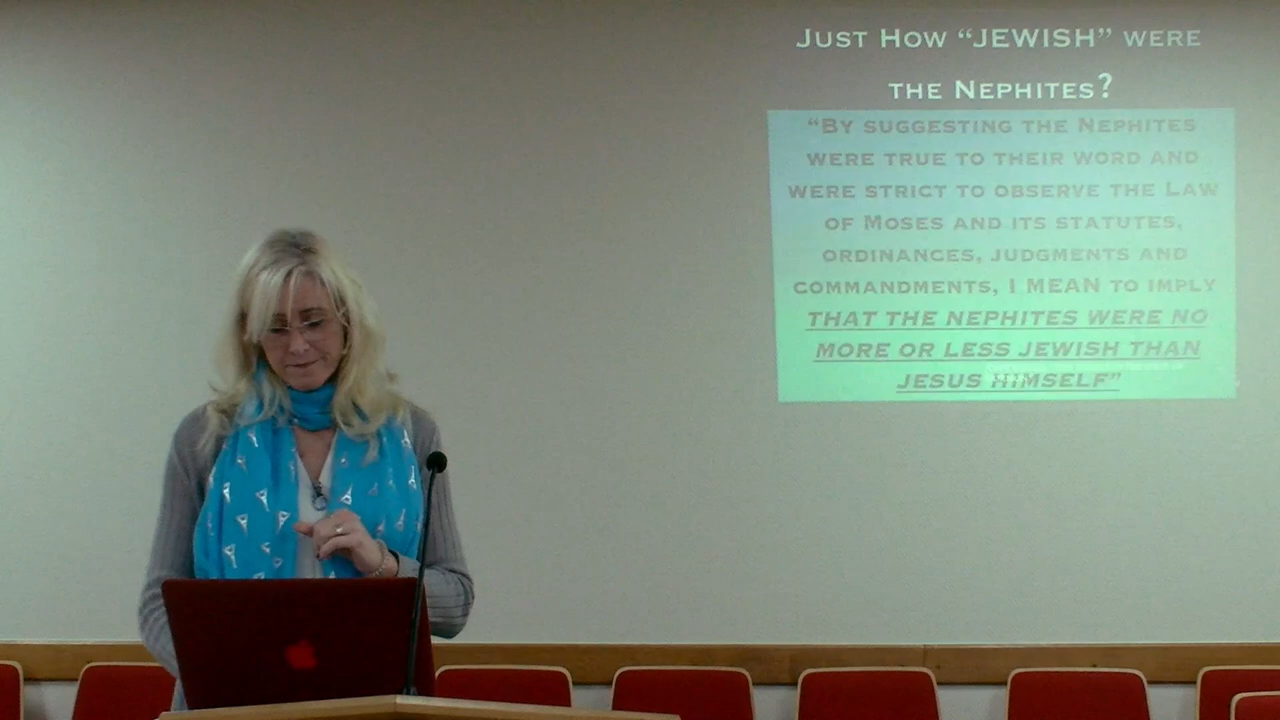 JUST HOW “JEWISH” WERE
THE NEPHITES?
“BY SUGGESTING THE NEPHITES
WERE TRUE TO THEIR WORD AND
WERE STRICT TO OBSERVE THE LAW
OF MOSES AND ITS STATUTES,
ORDINANCES, JUDGMENTS AND
COMMANDMENTS, I MEAN TO IMPLY
THAT THE NEPHITES WERE NO
MORE OR LESS JEWISH THAN
JESUS HIMSELF”